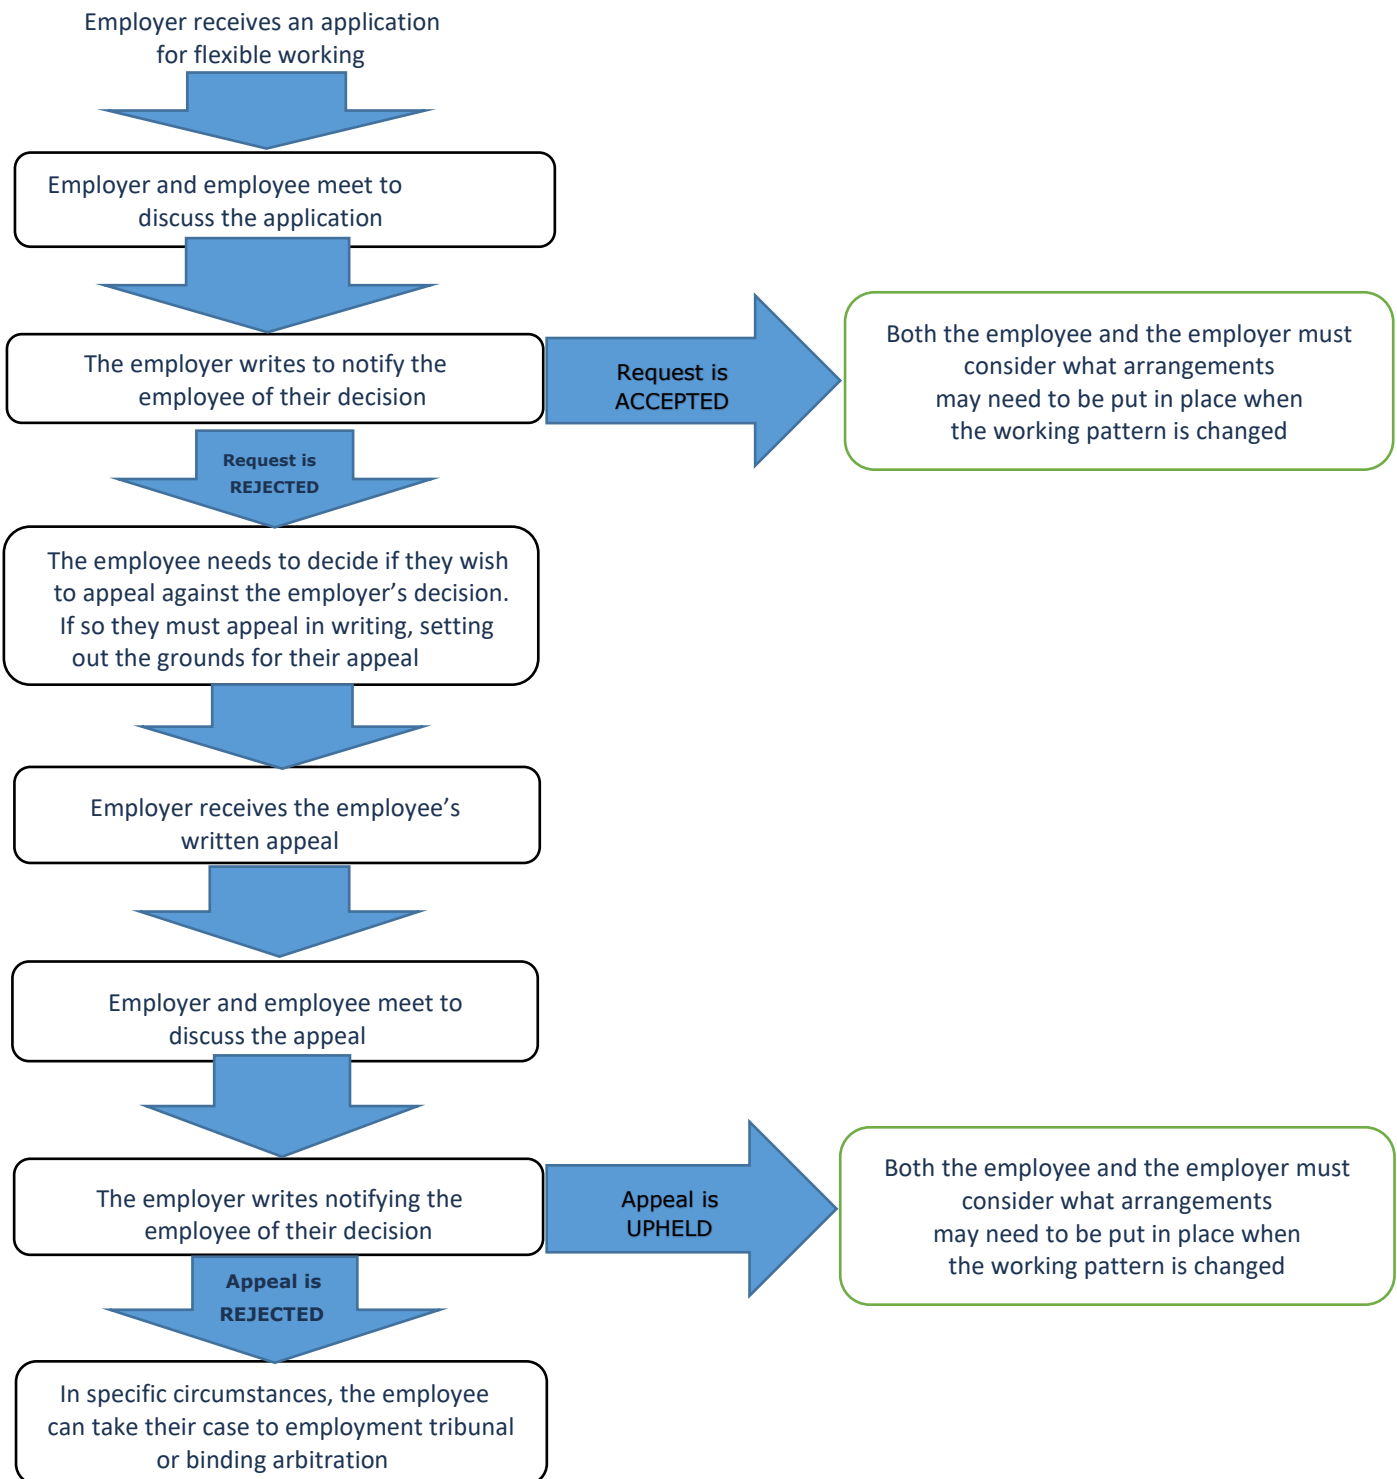 Employer receives an application
for flexible working
Employer and employee meet to
discuss the application
The employer writes to notify the
employee of their decision
Request is
ACCEPTED
Both the employee and the employer must
consider what arrangements
may need to be put in place when
the working pattern is changed
Request is
REJECTED
The employee needs to decide if they wish
to appeal against the employer’s decision.
If so they must appeal in writing, setting
out the grounds for their appeal
Employer receives the employee’s
written appeal
Employer and employee meet to
discuss the appeal
The employer writes notifying the
employee of their decision
Appeal is
UPHELD
Both the employee and the employer must
consider what arrangements
may need to be put in place when
the working pattern is changed
Appeal is
REJECTED
In specific circumstances, the employee
can take their case to employment tribunal
or binding arbitration